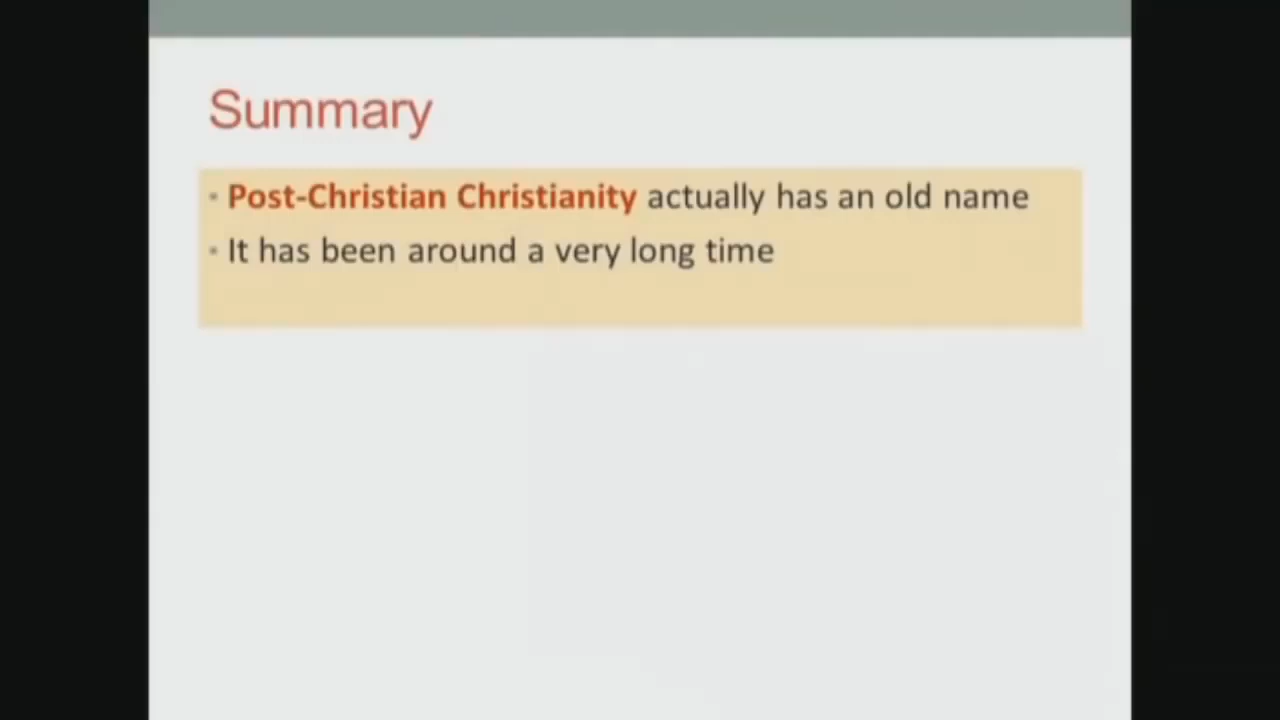 Summary
• Post-Christian Christianity actually has an old name
• It has been around a very long time